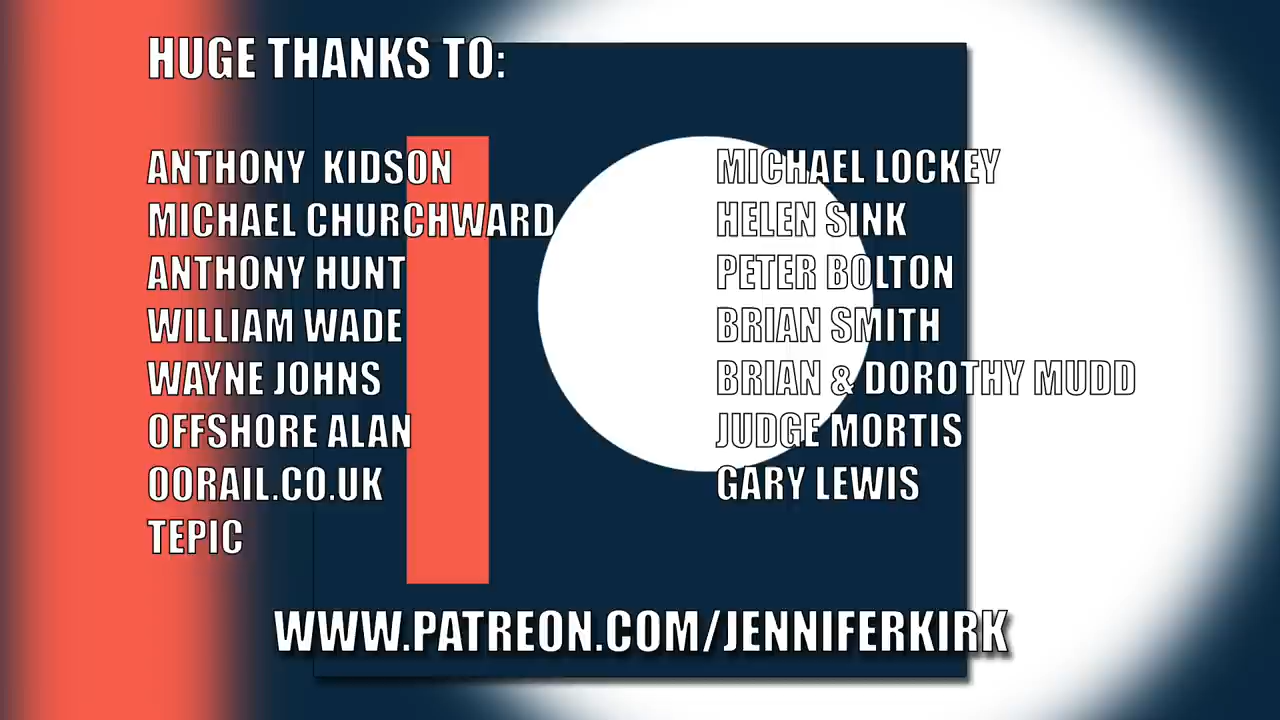 HUGE THANKS TO:
ANTHONY KIDSON
MICHAEL CHURCHWARD
ANTHONY HUNT
WILLIAM WADE
WAYNE JOHNS
OFFSHORE ALAN
OORAIL.CO.UK
TEPIC
MICHAEL LOCKEY
HELEN SINK
PETER BOLTON
BRIAN SMITH
BRIAN & DOROTHY MUDD
JUDGE MORTIS
GARY LEWIS
WWW.PATREON.COM/JENNIFERKIRK